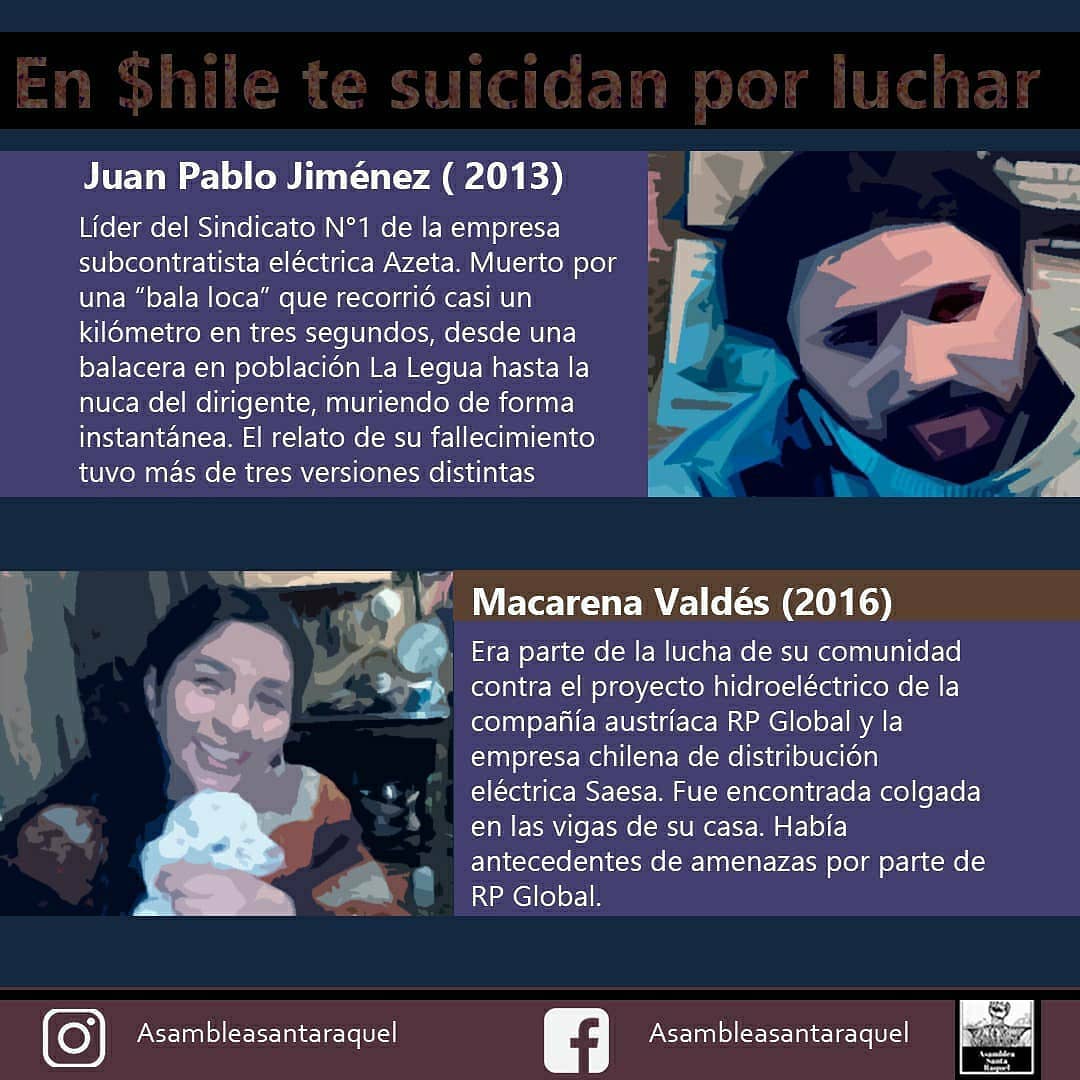 En $hile te suicidan por luchar
Juan Pablo Jiménez ( 2013)
Líder del Sindicato N°1 de la empresa
subcontratista eléctrica Azeta. Muerto por
una “bala loca” que recorrió casi un
kilómetro en tres segundos, desde una
balacera en población La Legua hasta la
nuca del dirigente, muriendo de forma
instantánea. El relato de su fallecimiento
tuvo más de tres versiones distintas
Macarena Valdés (2016)
Era parte de la lucha de su comunidad
contra el proyecto hidroeléctrico de la
compañía austríaca RP Global y la
empresa chilena de distribución
eléctrica Saesa. Fue encontrada colgada
en las vigas de su casa. Había
antecedentes de amenazas por parte de
RP Global.
Asambleasantaraquel
Asambleasantaraquel
Asamblea
Santa
Raquel